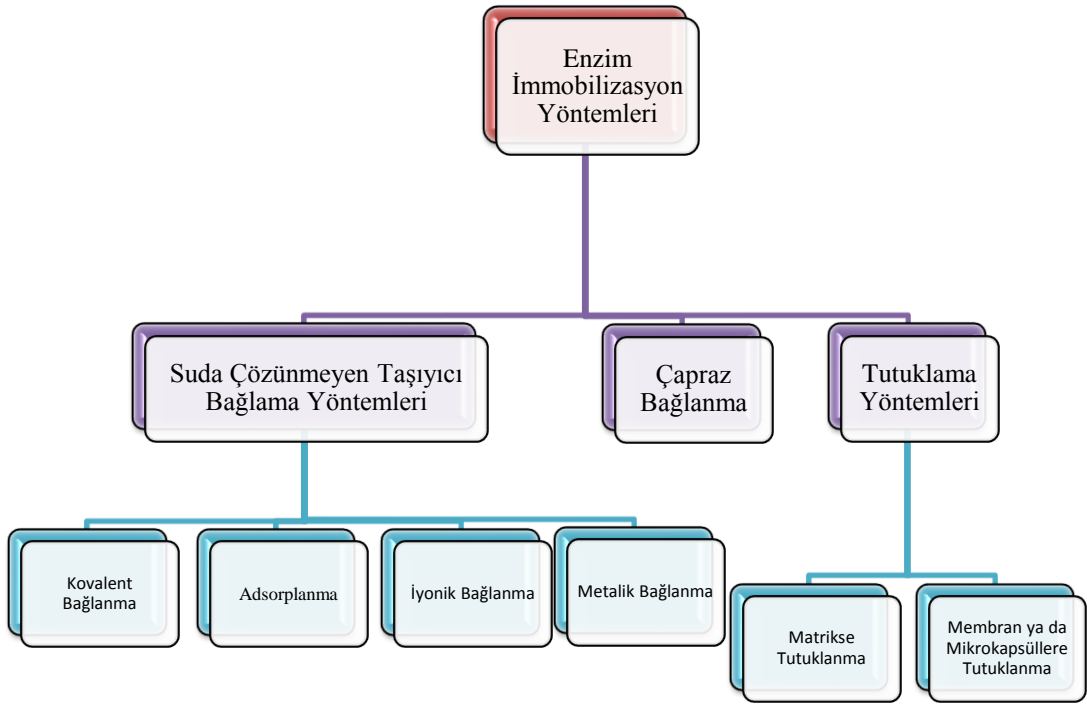 Enzim
İmmobilizasyon
Yöntemleri
Suda Çözünmeyen Taşıyıcı
Bağlama Yöntemleri
Çapraz
Bağlanma
Tutuklama
Yöntemleri
Kovalent
Bağlanma
Adsorplanma
İyonik Bağlanma
Metalik Bağlanma
Matrikse
Tutuklanma
Membran ya da
Mikrokapsüllere
Tutuklanma